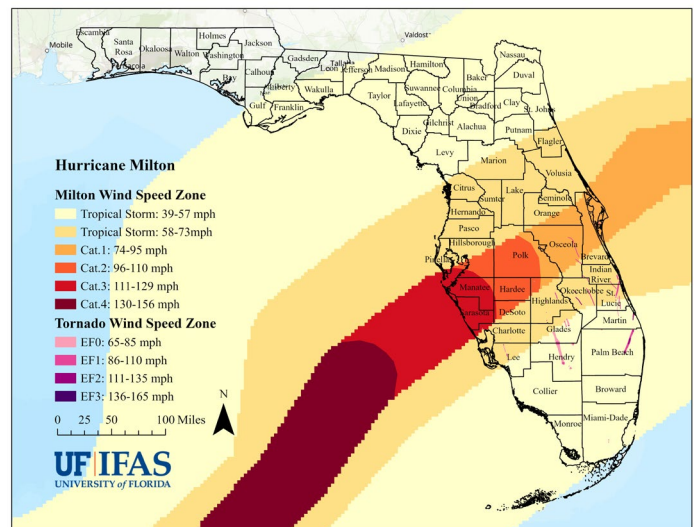 Mobile
Valdost
Escambia
Santa
Rosa
Okaloosa
Walton
Holmes
Washington
Jackson
Bay
Calhoun
Gulf
Liberty
Franklin
Gadsden
Leon
Wakulla
Jefferson
Madison
Taylor
Hamilton
Suwannee
Lafayette
Dixie
Columbia
Gilchrist
Baker
Union
Bradford
Alachua
Levy
Nassau
Duval
Clay
St. Johns
Putnam
Flagler
Marion
Volusia
Citrus
Sumter
Lake
Seminole
Hernando
Orange
Pasco
Hillsborough
Polk
Osceola
Brevard
Indian
River
Manatee
Hardee
Okeechobee
St.
Lucie
Highlands
Sarasota
DeSoto
Martin
Charlotte
Glades
Lee
Hendry
Palm Beach
Collier
Broward
Monroe
Miami-Dade
Hurricane Milton
Milton Wind Speed Zone
Tropical Storm: 39-57 mph
Tropical Storm: 58-73mph
Cat.1: 74-95 mph
Cat.2: 96-110 mph
Cat.3: 111-129 mph
Cat.4: 130-156 mph
Tornado Wind Speed Zone
EF0: 65-85 mph
EF1: 86-110 mph
EF2: 111-135 mph
EF3: 136-165 mph
N
0 25 50 100 Miles
UF|IFAS
UNIVERSITY of FLORIDA